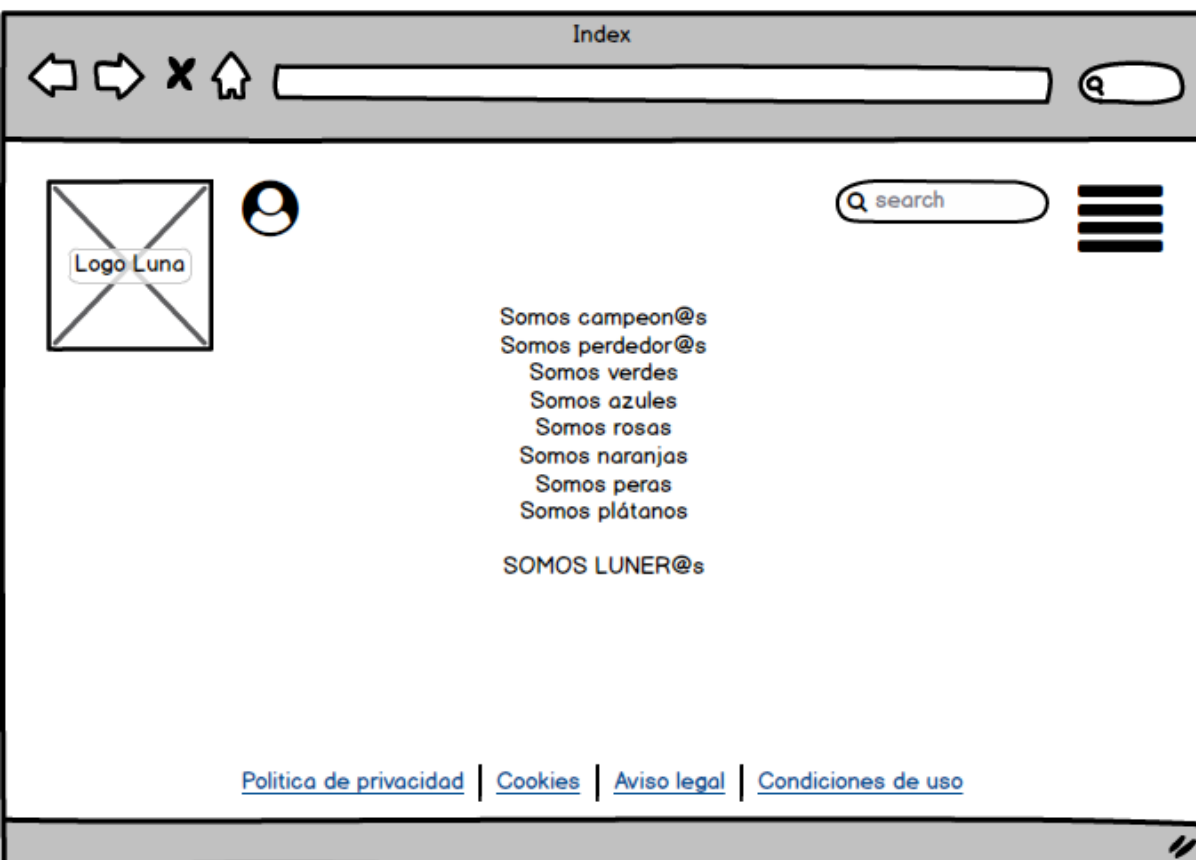 Index
search
Logo Luna
Somos campeon@s
Somos perdedor@s
Somos verdes
Somos azules
Somos rosas
Somos naranjas
Somos peras
Somos plátanos
SOMOS LUNER@s
Politica de privacidad | Cookies | Aviso legal | Condiciones de uso